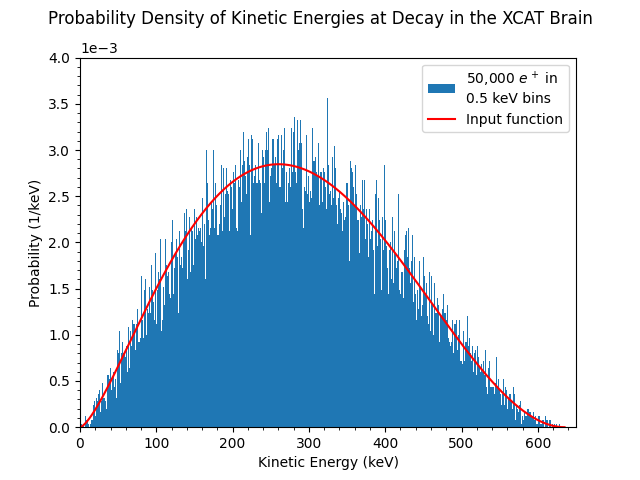 Probability Density of Kinetic Energies at Decay in the XCAT Brain
1e−3
4.0
3.5
3.0
2.5
2.0
1.5
1.0
0.5
0.0
Probability (1/keV)
50,000 e⁺ in
0.5 keV bins
Input function
0 100 200 300 400 500 600
Kinetic Energy (keV)